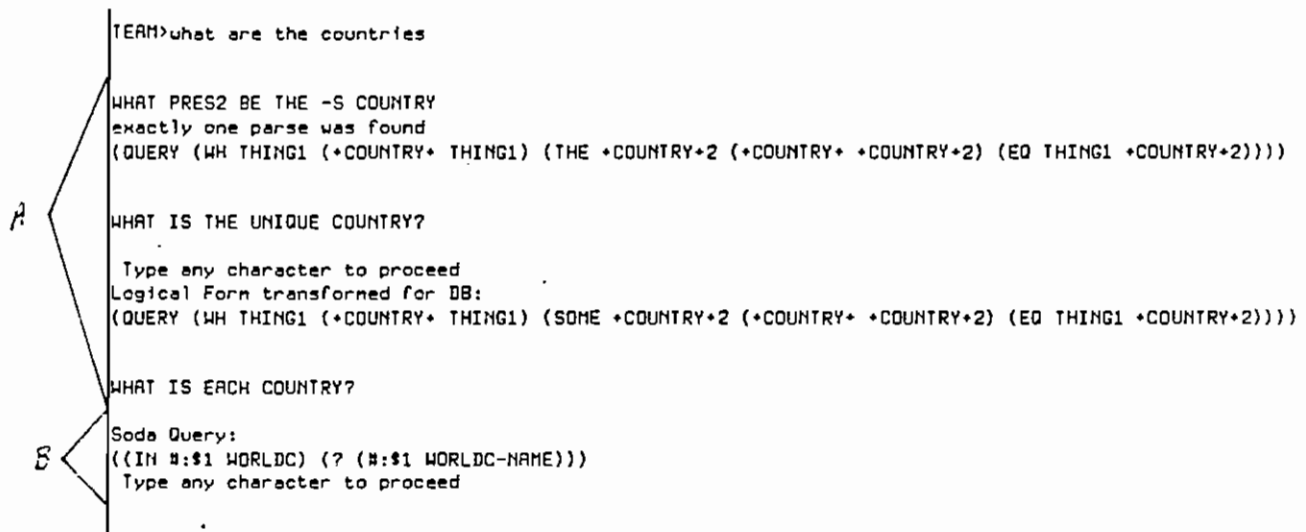 TEAM>what are the countries
WHAT PRES2 BE THE -S COUNTRY
exactly one parse was found
(QUERY (WH THING1 (*COUNTRY* THING1) (THE *COUNTRY*2 (*COUNTRY* *COUNTRY*2) (EQ THING1 *COUNTRY*2))))
A
WHAT IS THE UNIQUE COUNTRY?
Type any character to proceed
Logical Form transformed for DB:
(QUERY (WH THING1 (*COUNTRY* THING1) (SOME *COUNTRY*2 (*COUNTRY* *COUNTRY*2) (EQ THING1 *COUNTRY*2))))
WHAT IS EACH COUNTRY?
Soda Query:
B
((IN #:$1 WORLDC) (? (#:$1 WORLDC-NAME)))
Type any character to proceed